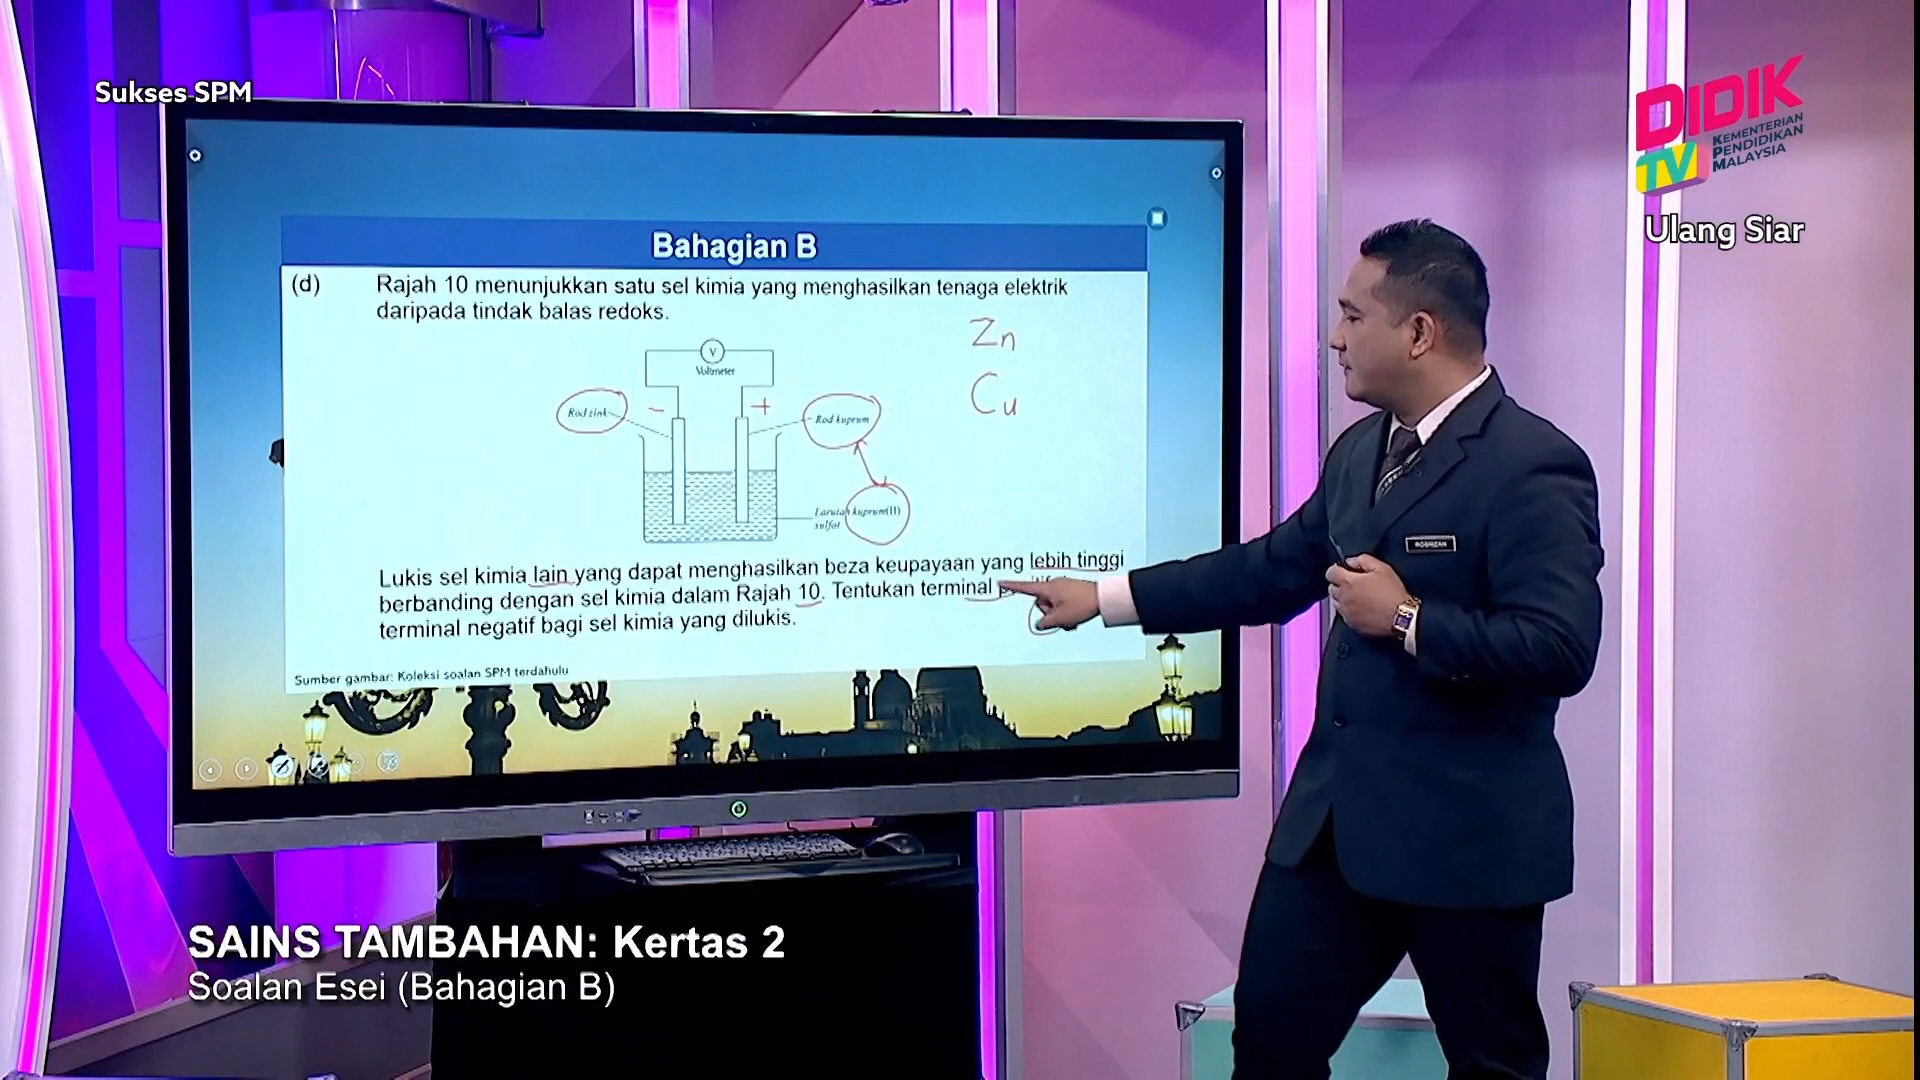 Sukses SPM
DIDIK
TV
KEMENTERIAN
PENDIDIKAN
MALAYSIA
Ulang Siar
Bahagian B
(d) Rajah 10 menunjukkan satu sel kimia yang menghasilkan tenaga elektrik
daripada tindak balas redoks.
Zn
Cu
V
Voltmeter
Rod zink
- +
Rod kuprum
Larutan kuprum(II)
sulfat
Lukis sel kimia lain yang dapat menghasilkan beza keupayaan yang lebih tinggi
berbanding dengan sel kimia dalam Rajah 10. Tentukan terminal
terminal negatif bagi sel kimia yang dilukis.
Sumber gambar: Koleksi soalan SPM terdahulu
SAINS TAMBAHAN: Kertas 2
Soalan Esei (Bahagian B)